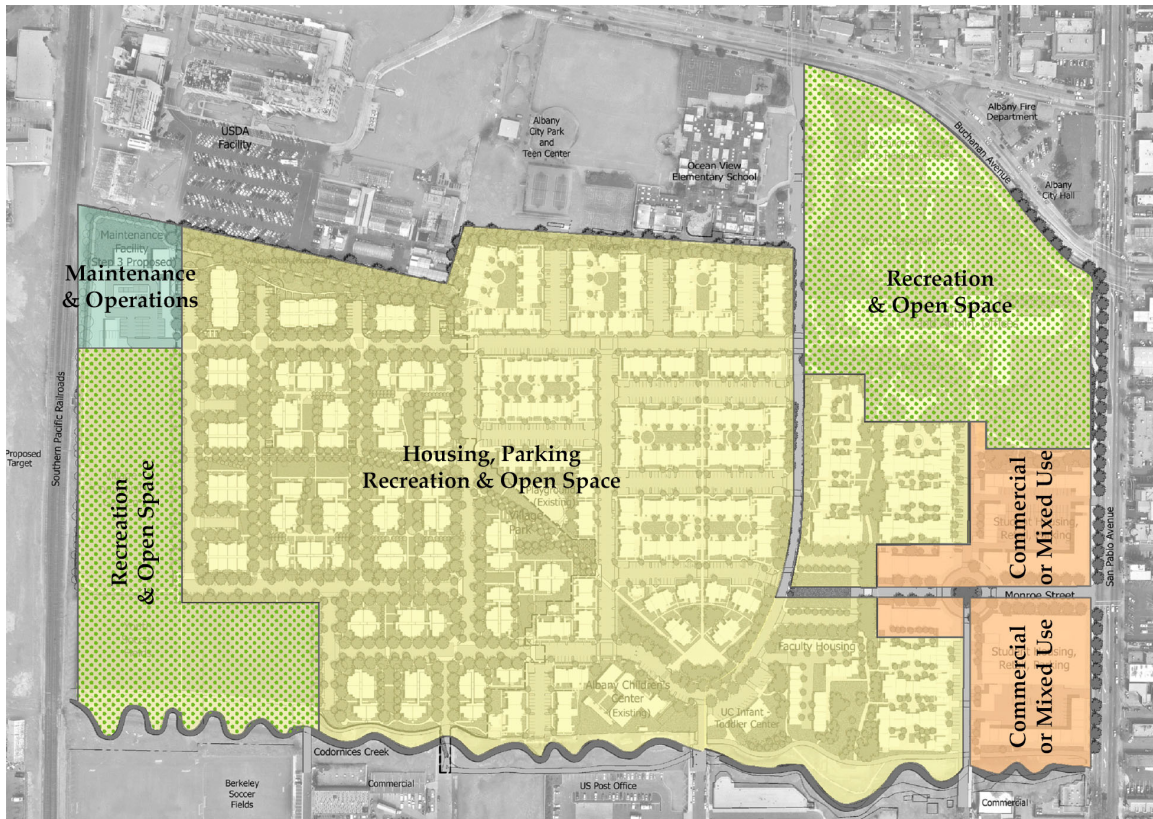 USDA
Facility
Albany
City Park
and
Teen Center
Ocean View
Elementary School
Albany Fire
Department
Buchanan Avenue
Albany
City Hall
Maintenance
Facility
(Step 3 Proposed)
Maintenance
& Operations
Recreation
& Open Space
Southern Pacific Railroads
Proposed
Target
Recreation
& Open Space
Housing, Parking
Recreation & Open Space
Playground
(Existing)
Village
Park
Commercial
or Mixed Use
San Pablo Avenue
Monroe Street
Commercial
or Mixed Use
Faculty Housing
Albany Children's
Center
(Existing)
UC Infant -
Toddler Center
Codornices Creek
Berkeley
Soccer
Fields
Commercial
US Post Office
Commercial